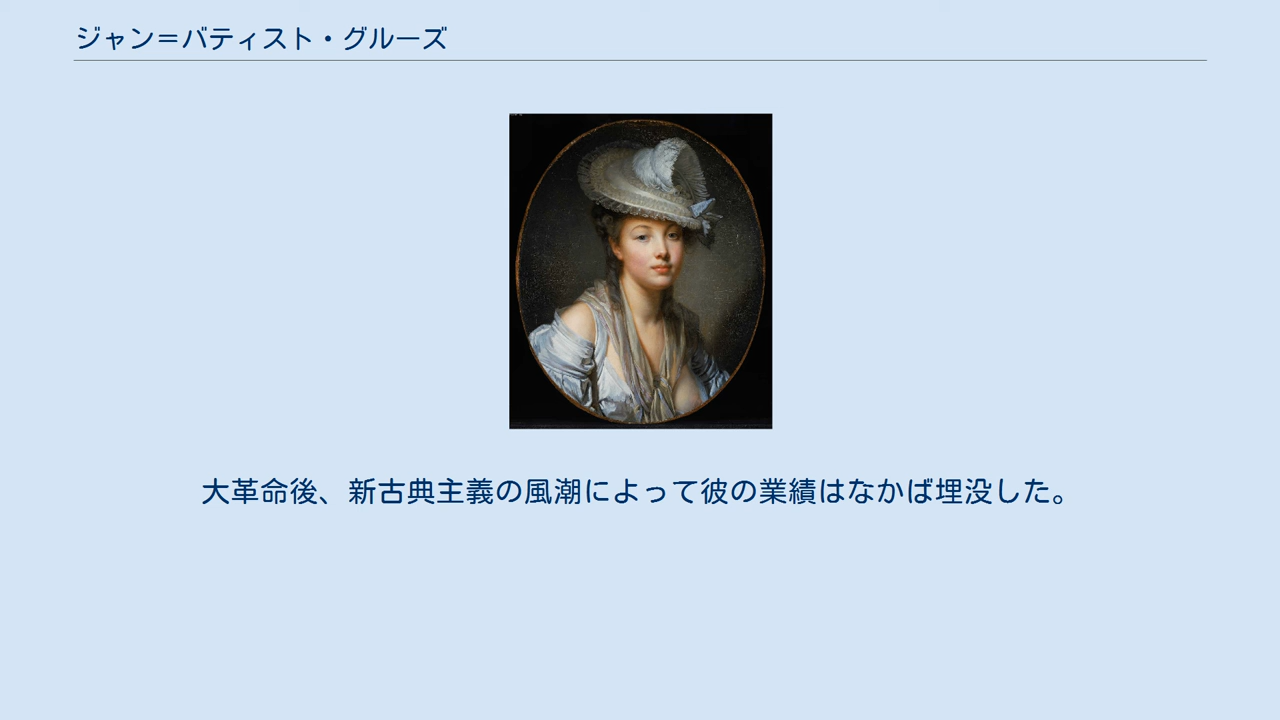 ジャン＝バティスト・グルーズ
大革命後、新古典主義の風潮によって彼の業績はなかば埋没した。